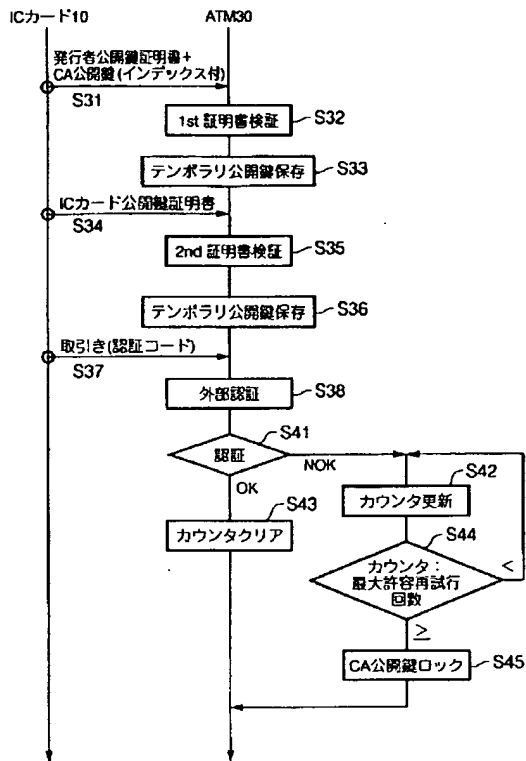 ICカード10
ATM30
発行者公開鍵証明書+
CA公開鍵(インデックス付)
S31
1st 証明書検証
S32
テンポラリ公開鍵保存
S33
ICカード公開鍵証明書
S34
2nd 証明書検証
S35
テンポラリ公開鍵保存
S36
取引き(認証コード)
S37
外部認証
S38
認証
S41
NOK
OK
カウンタ更新
S42
カウンタクリア
S43
カウンタ:
最大許容再試行
回数
S44
<
≥
CA公開鍵ロック
S45